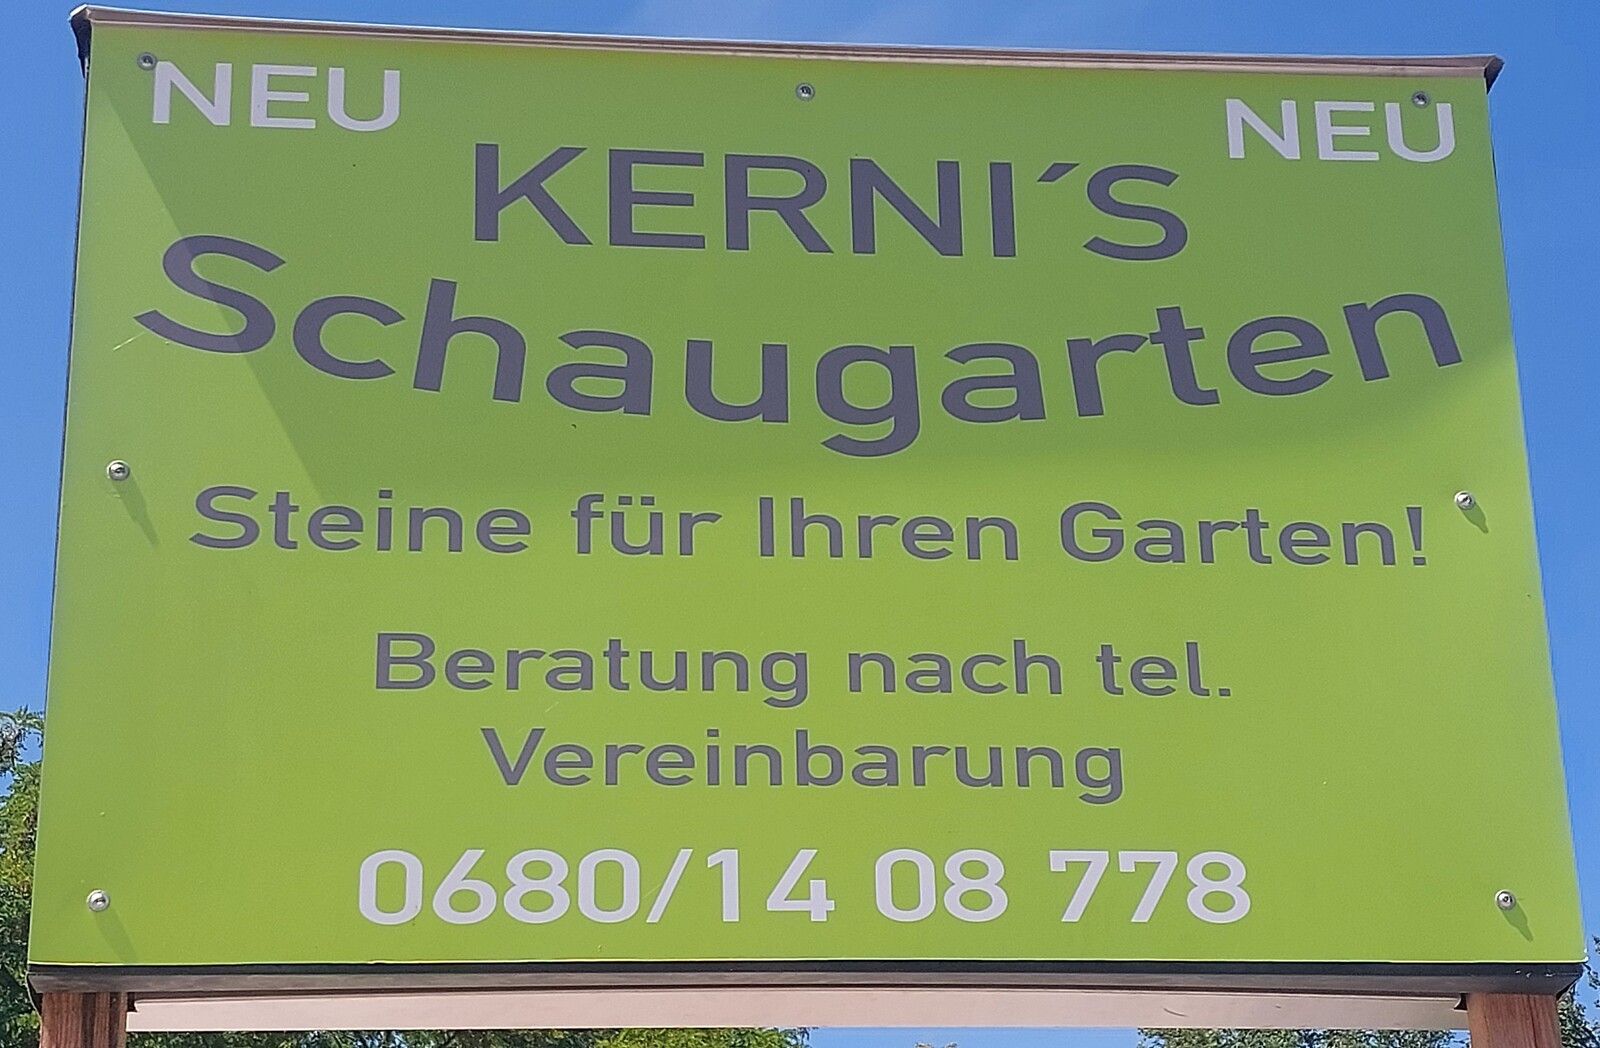 NEU NEU
KERNI´S
Schaugarten
Steine für Ihren Garten!
Beratung nach tel.
Vereinbarung
0680/14 08 778